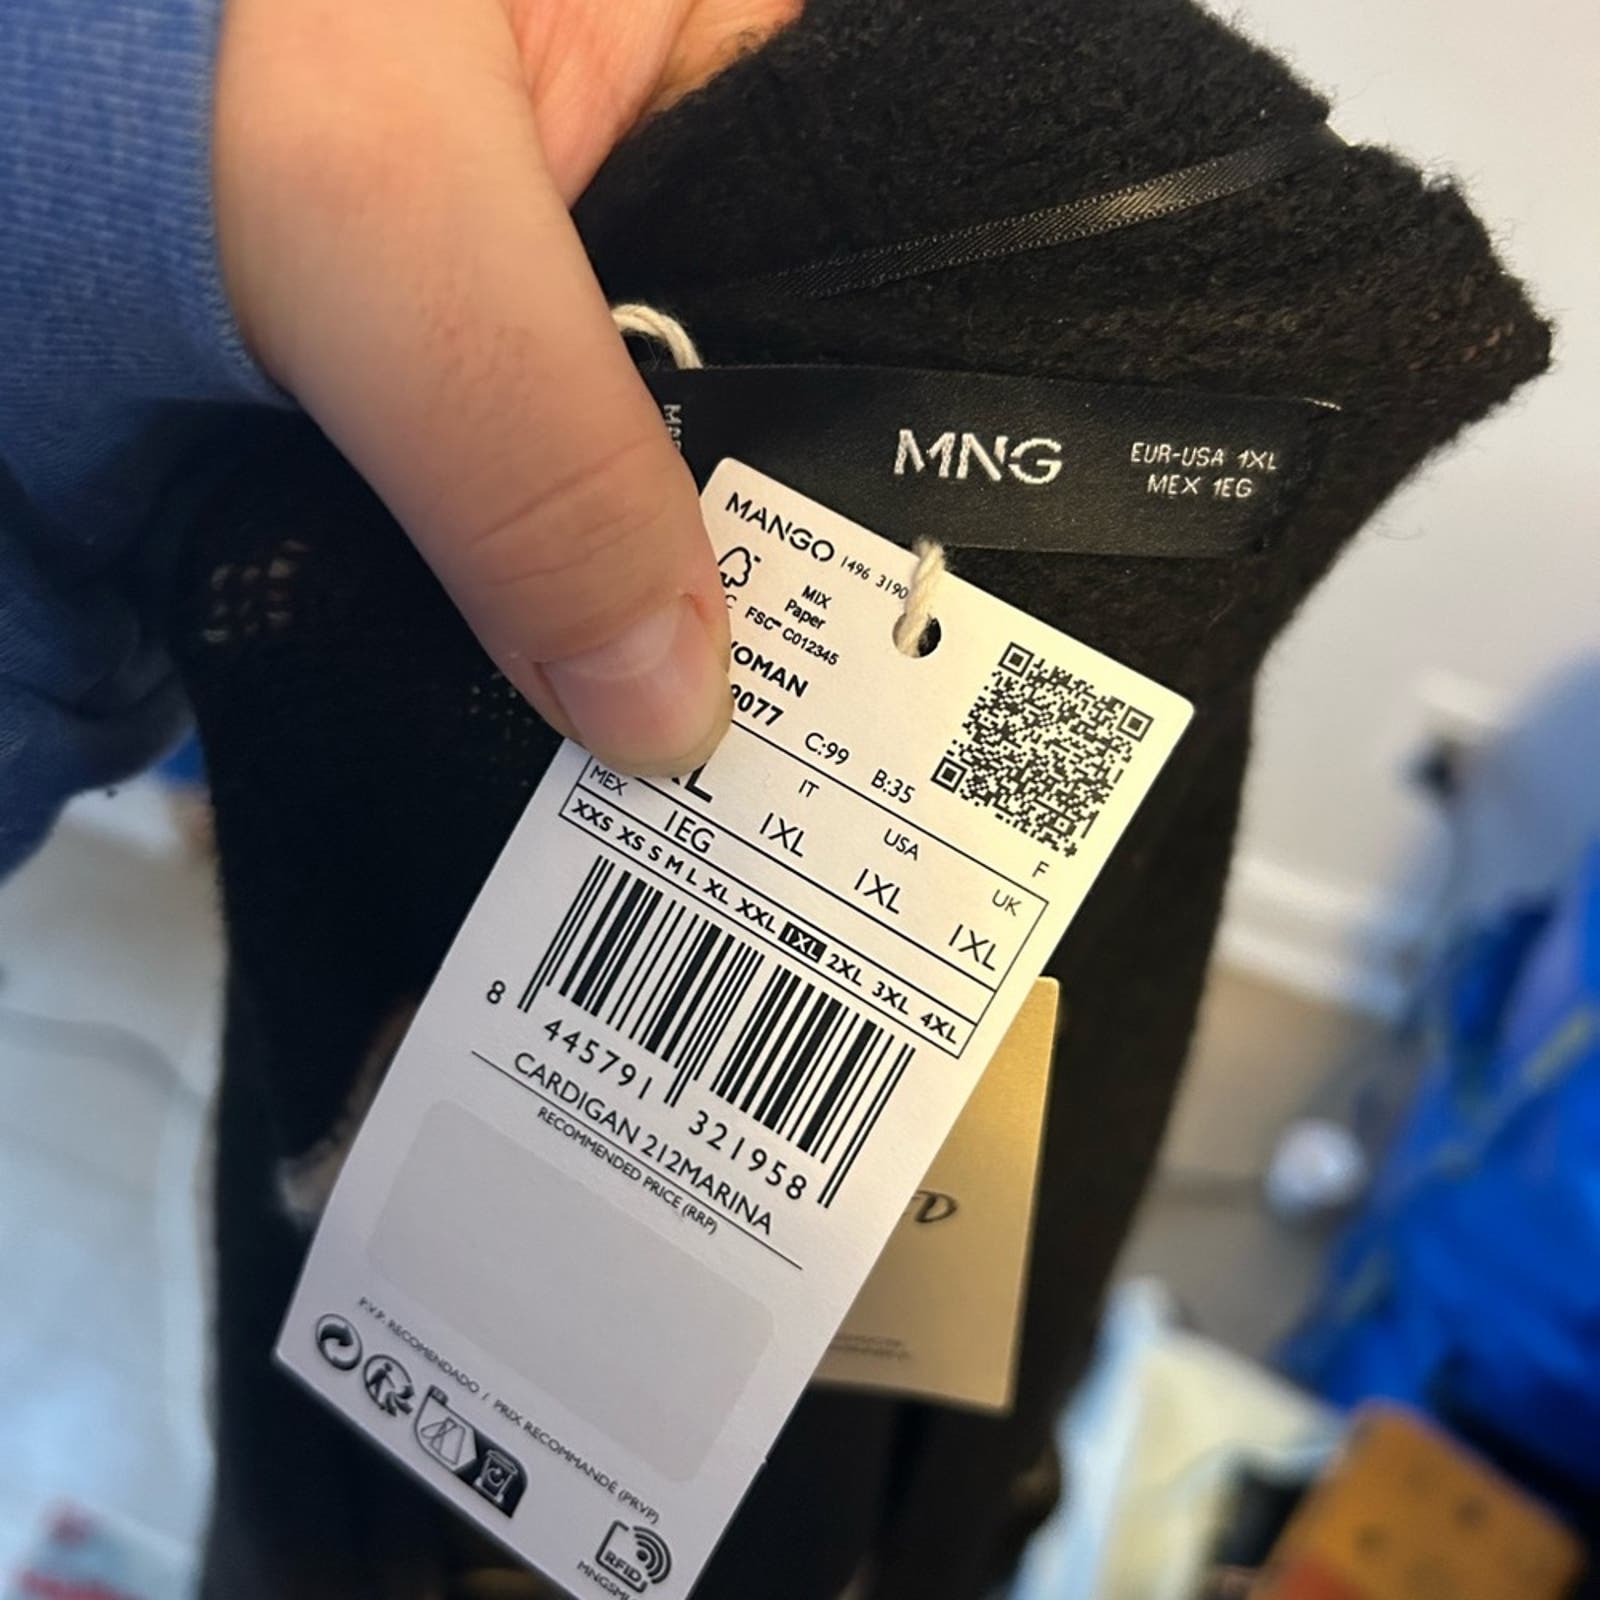 MNG
EUR-USA 1XL
MEX 1EG
MANGO 1496 3190
MIX
Paper
FSC™ C012345
9077 C:99 B:35
MEX IT USA UK F
1EG 1XL 1XL 1XL
XXS XS S M L XL XXL 1XL 2XL 3XL 4XL
8 445791 321958
CARDIGAN 212MARINA
RECOMMENDED PRICE (RRP)
P.V.P. RECOMENDADO / PRIX RECOMMANDÉ (PRVP)
RFID